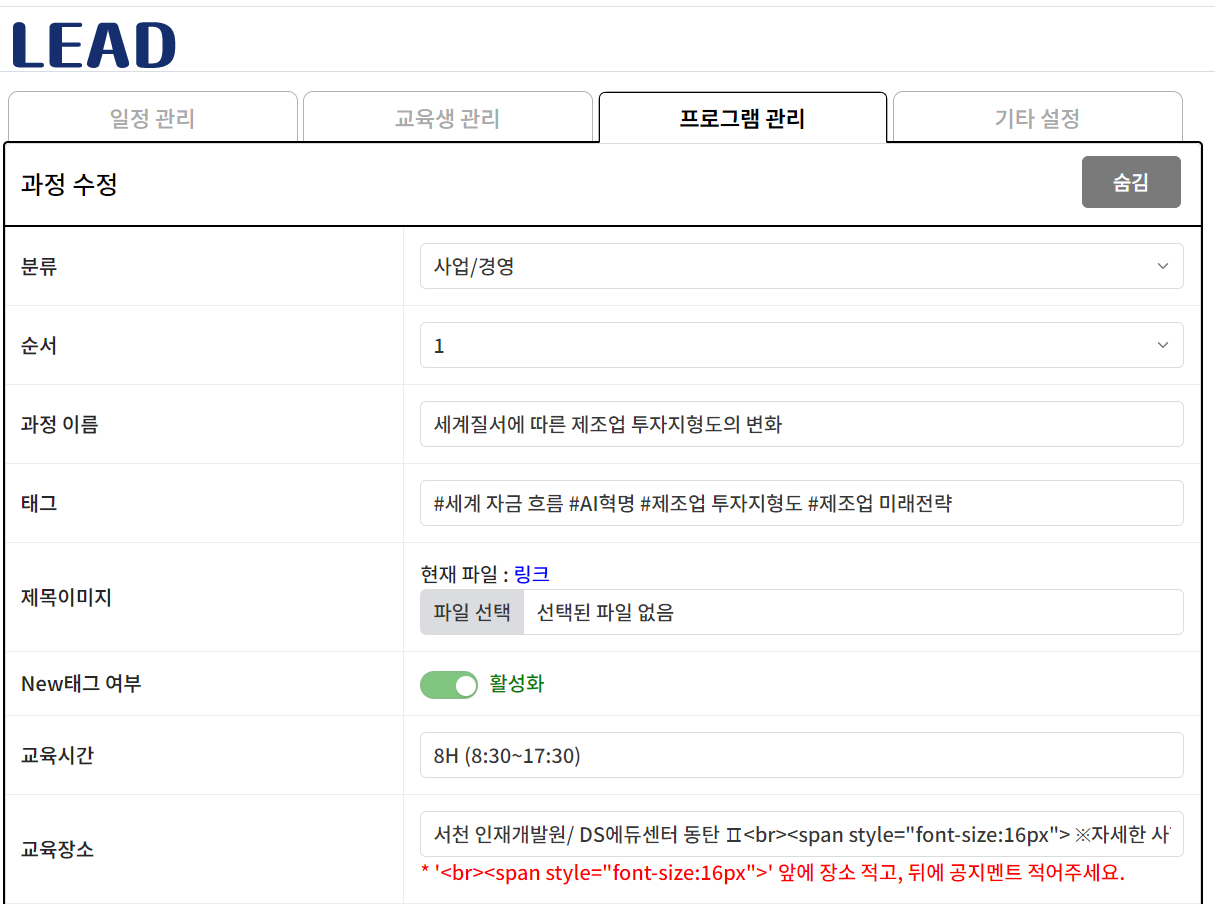 LEAD
일정 관리 교육생 관리 프로그램 관리 기타 설정
과정 수정 숨김
분류 사업/경영
순서 1
과정 이름 세계질서에 따른 제조업 투자지형도의 변화
태그 #세계 자금 흐름 #AI혁명 #제조업 투자지형도 #제조업 미래전략
제목이미지
현재 파일 : 링크
파일 선택 선택된 파일 없음
New태그 여부 활성화
교육시간 8H (8:30~17:30)
교육장소
서천 인재개발원/ DS에듀센터 동탄 Ⅱ<br><span style="font-size:16px"> ※자세한 사
* '<br><span style="font-size:16px">' 앞에 장소 적고, 뒤에 공지멘트 적어주세요.